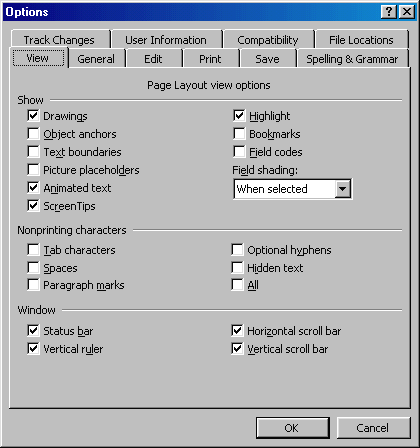 Options
Track Changes User Information Compatibility File Locations
View General Edit Print Save Spelling & Grammar
Page Layout view options
Show
Drawings Highlight
Object anchors Bookmarks
Text boundaries Field codes
Picture placeholders Field shading:
Animated text When selected
ScreenTips
Nonprinting characters
Tab characters Optional hyphens
Spaces Hidden text
Paragraph marks All
Window
Status bar Horizontal scroll bar
Vertical ruler Vertical scroll bar
OK Cancel